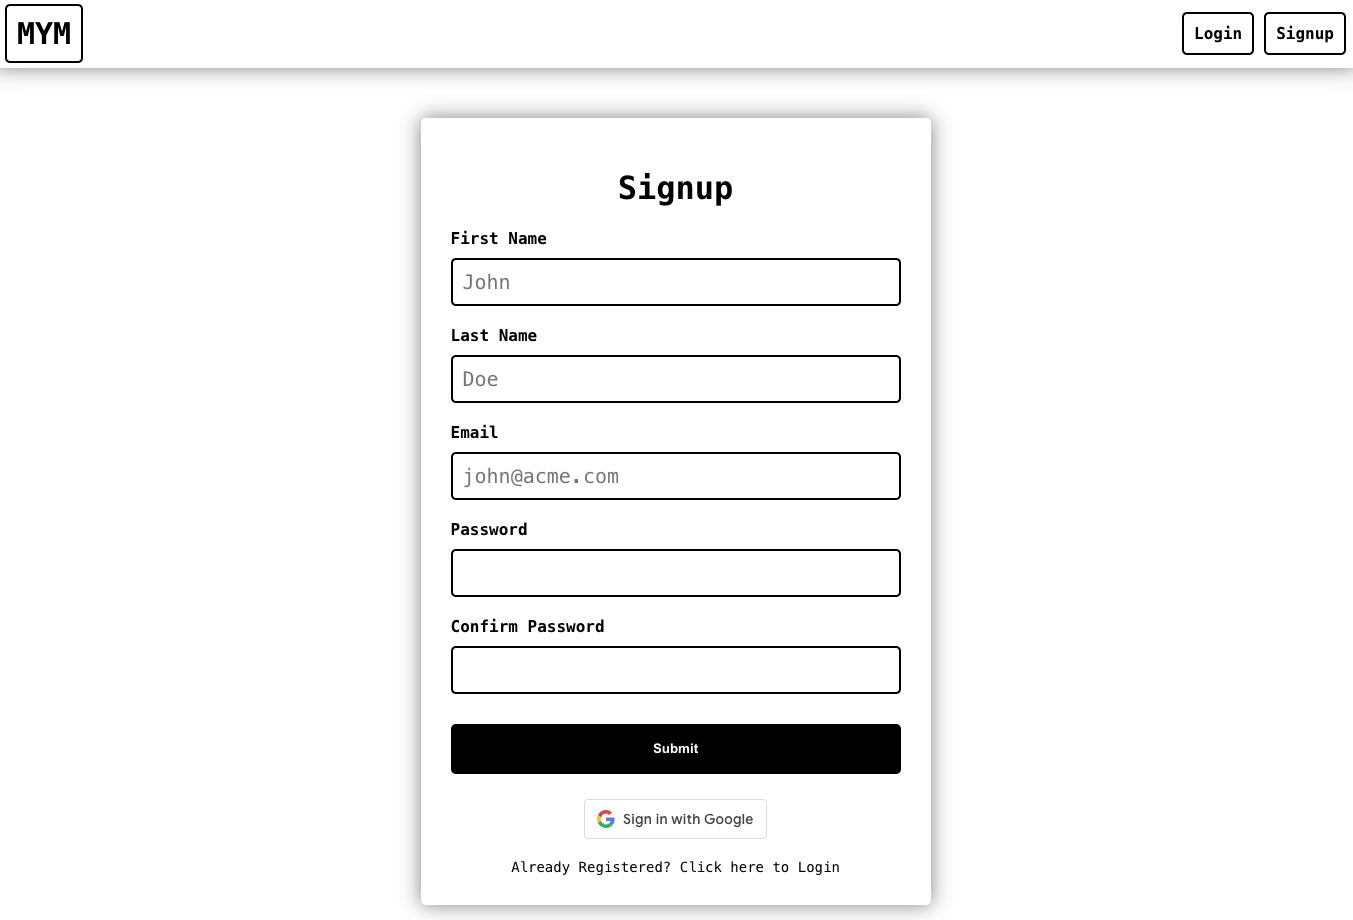 MYM
Login
Signup
Signup
First Name
John
Last Name
Doe
Email
john@acme.com
Password
Confirm Password
Submit
Sign in with Google
Already Registered? Click here to Login